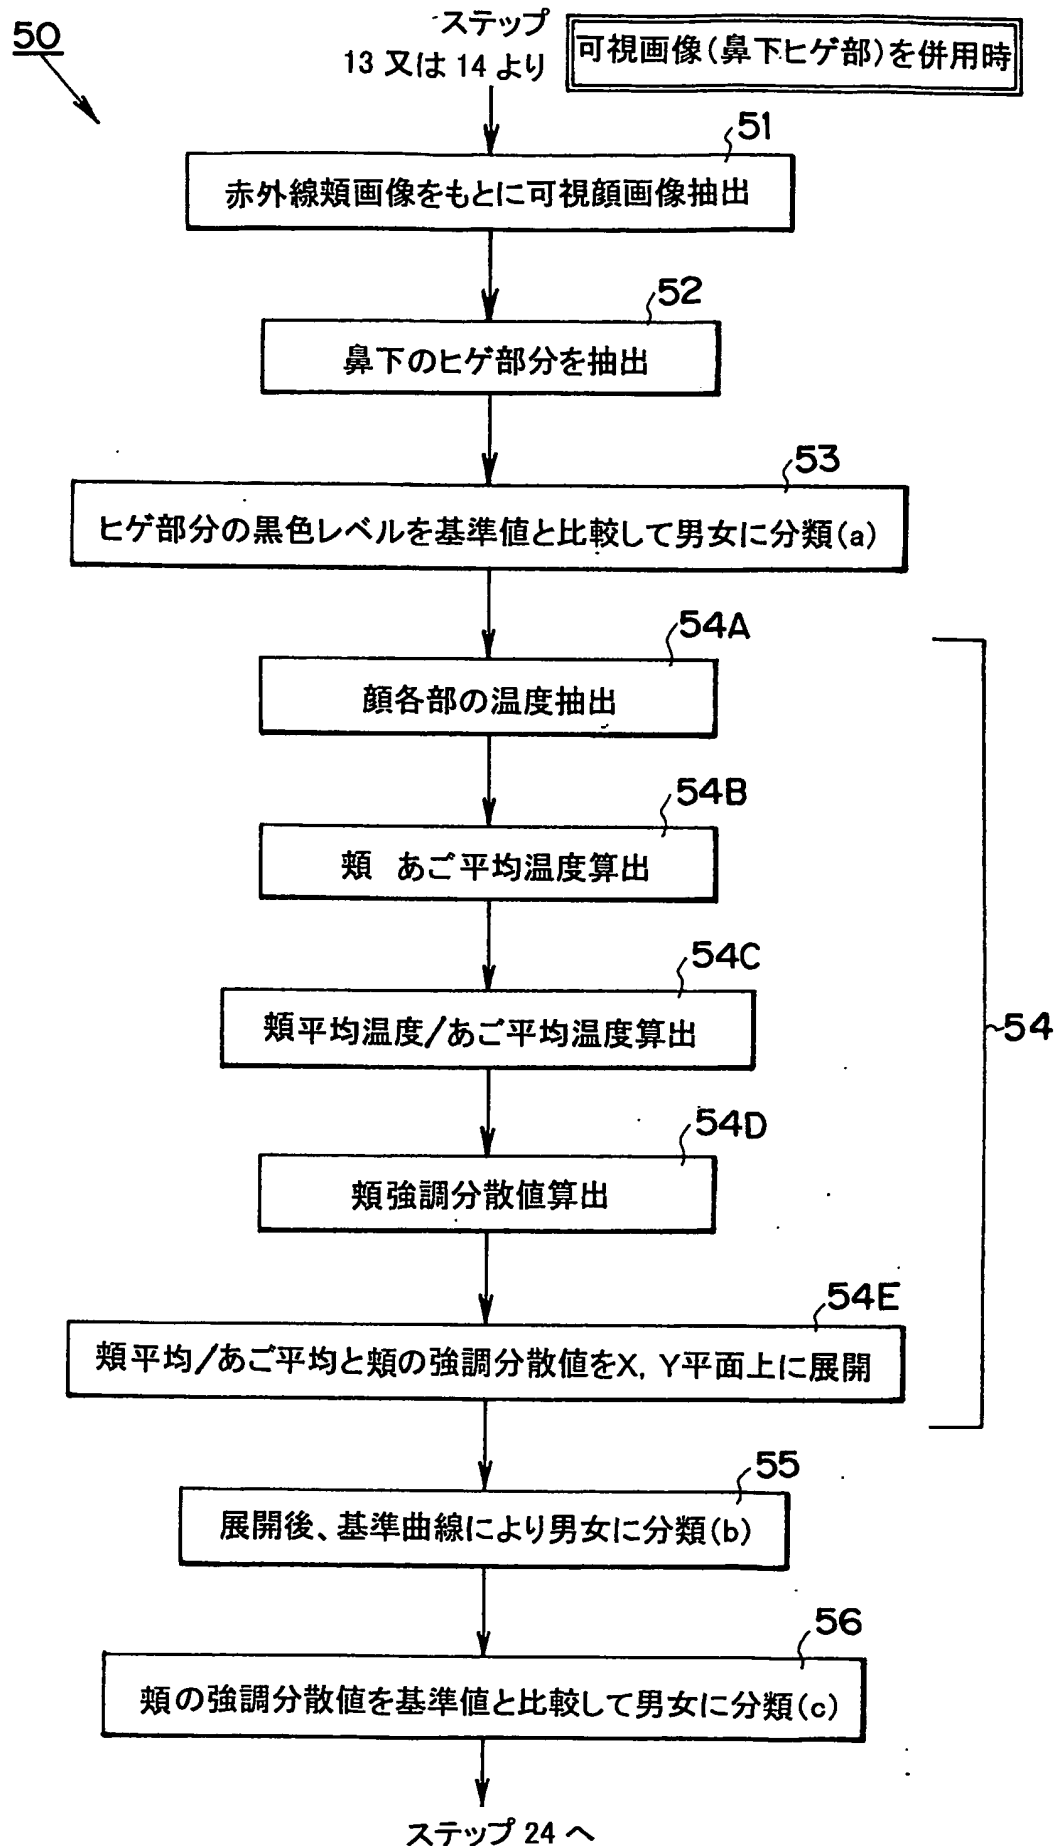 50
ステップ
13 又は 14 より
可視画像(鼻下ヒゲ部)を併用時
51
赤外線頬画像をもとに可視顔画像抽出
52
鼻下のヒゲ部分を抽出
53
ヒゲ部分の黒色レベルを基準値と比較して男女に分類(a)
54A
顔各部の温度抽出
54B
頬 あご平均温度算出
54C
頬平均温度/あご平均温度算出
54
54D
頬強調分散値算出
54E
頬平均/あご平均と頬の強調分散値をX, Y平面上に展開
55
展開後、基準曲線により男女に分類(b)
56
頬の強調分散値を基準値と比較して男女に分類(c)
ステップ 24 へ